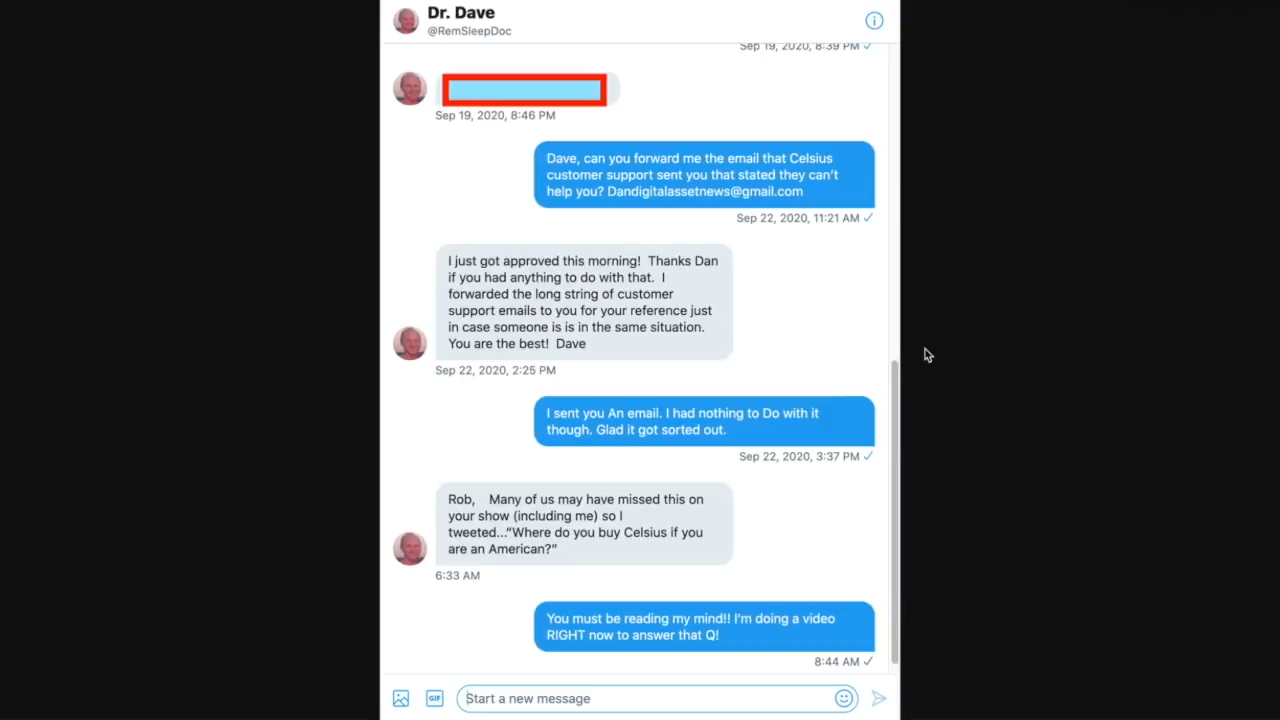 Dr. Dave
@RemSleepDoc
Sep 19, 2020, 8:39 PM ✓
Sep 19, 2020, 8:46 PM
Dave, can you forward me the email that Celsius
customer support sent you that stated they can't
help you? Dandigitalassetnews@gmail.com
Sep 22, 2020, 11:21 AM ✓
I just got approved this morning!  Thanks Dan
if you had anything to do with that.  I
forwarded the long string of customer
support emails to you for your reference just
in case someone is is in the same situation.
You are the best!  Dave
Sep 22, 2020, 2:25 PM
I sent you An email. I had nothing to Do with it
though. Glad it got sorted out.
Sep 22, 2020, 3:37 PM ✓
Rob,    Many of us may have missed this on
your show (including me) so I
tweeted..."Where do you buy Celsius if you
are an American?"
6:33 AM
You must be reading my mind!! I'm doing a video
RIGHT now to answer that Q!
8:44 AM ✓
GIF
Start a new message